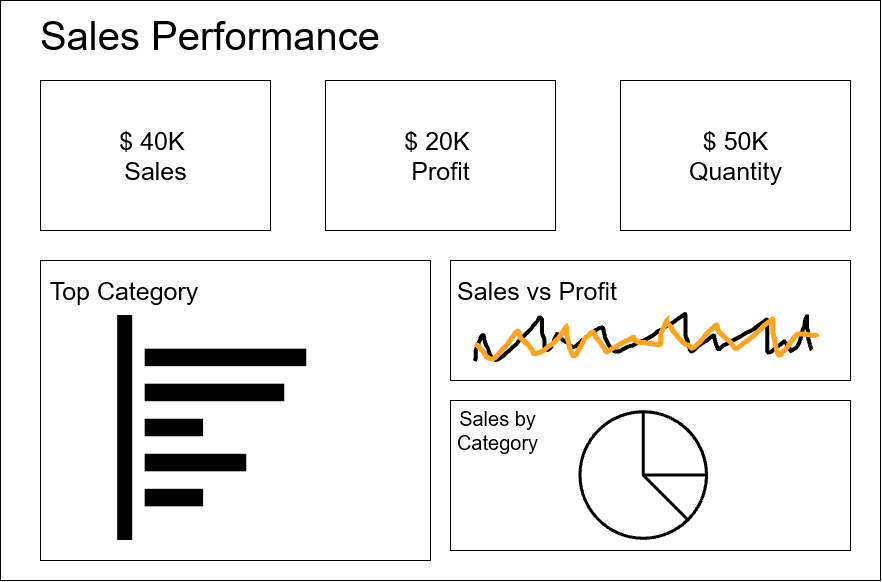 Sales Performance
$ 40K
Sales
$ 20K
Profit
$ 50K
Quantity
Top Category
Sales vs Profit
Sales by
Category